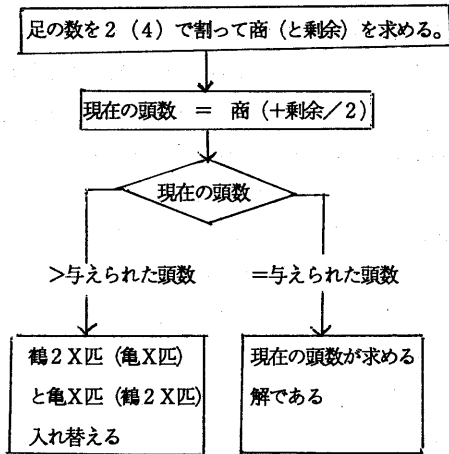 足の数を2(4)で割って商(と剰余)を求める。
現在の頭数 = 商(+剰余/2)
現在の頭数
>与えられた頭数
=与えられた頭数
鶴2X匹(亀X匹)
と亀X匹(鶴2X匹)
入れ替える
現在の頭数が求める
解である